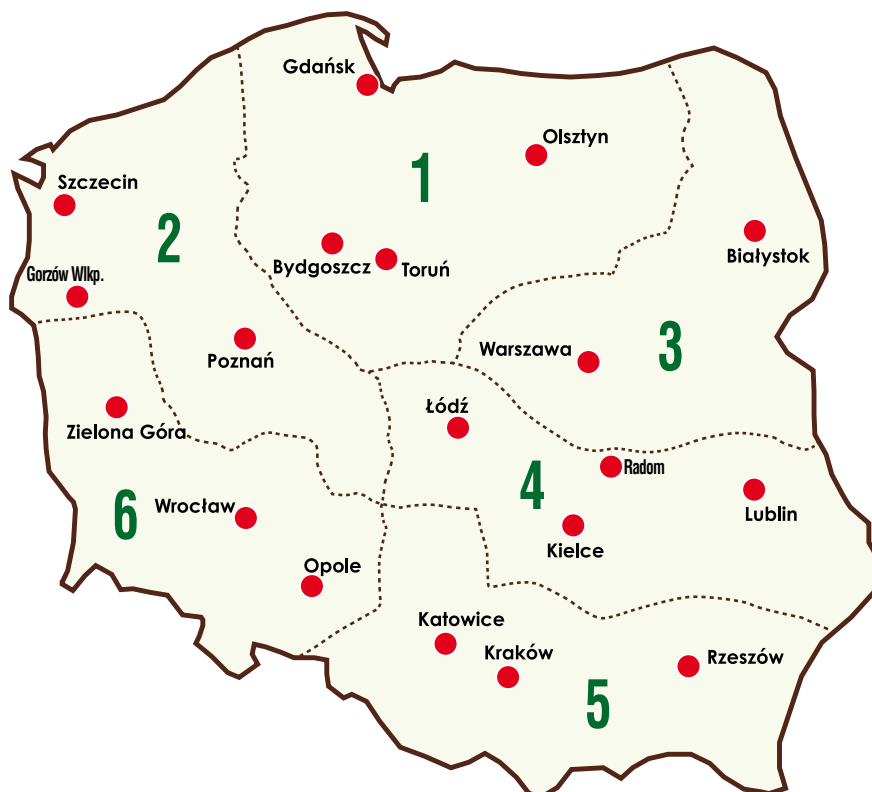 Gdańsk
Olsztyn
1
Szczecin
2
Białystok
Bydgoszcz
Toruń
Gorzów Wlkp.
Warszawa
3
Poznań
Łódź
Zielona Góra
Radom
4
Lublin
6
Wrocław
Kielce
Opole
Katowice
Kraków
Rzeszów
5